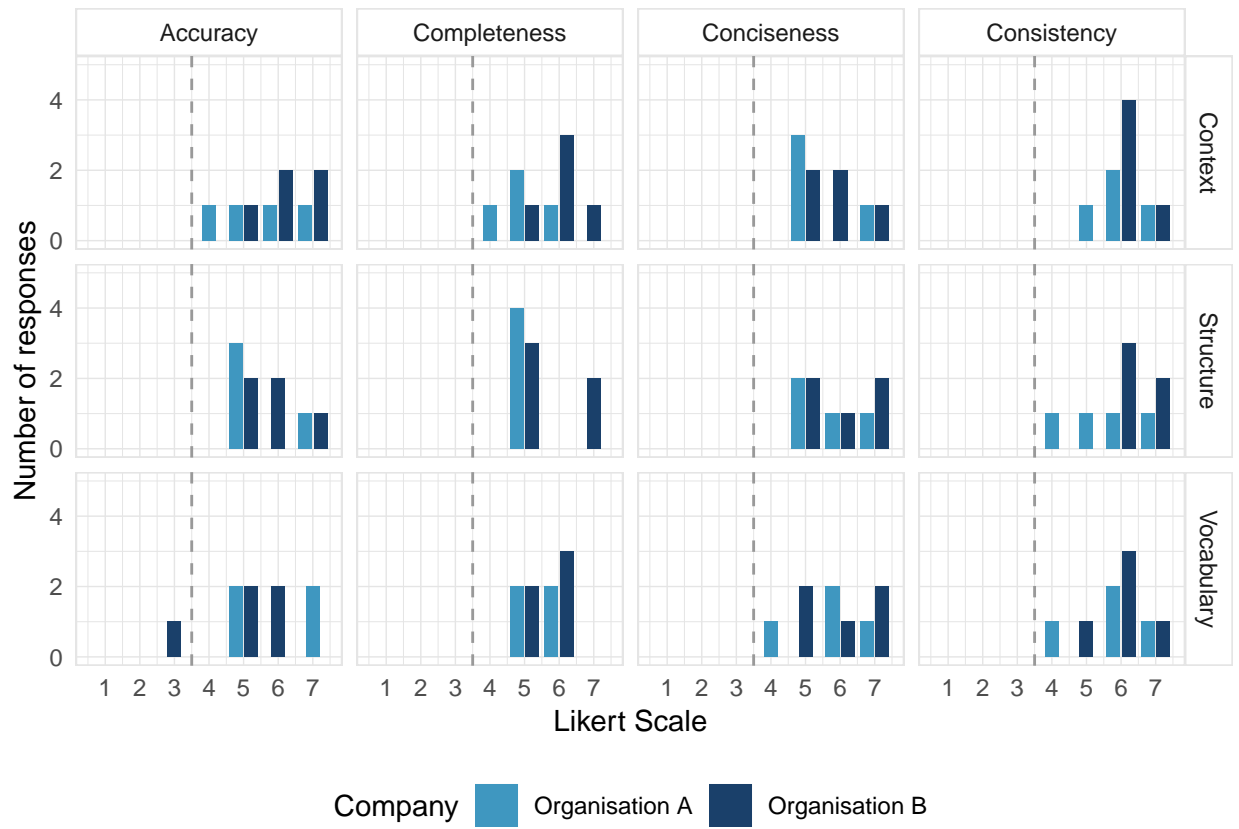 Accuracy Completeness Conciseness Consistency
4
2
0
Context
4
2
0
Structure
4
2
0
Vocabulary
Number of responses
1 2 3 4 5 6 7 1 2 3 4 5 6 7 1 2 3 4 5 6 7 1 2 3 4 5 6 7
Likert Scale
Company Organisation A Organisation B